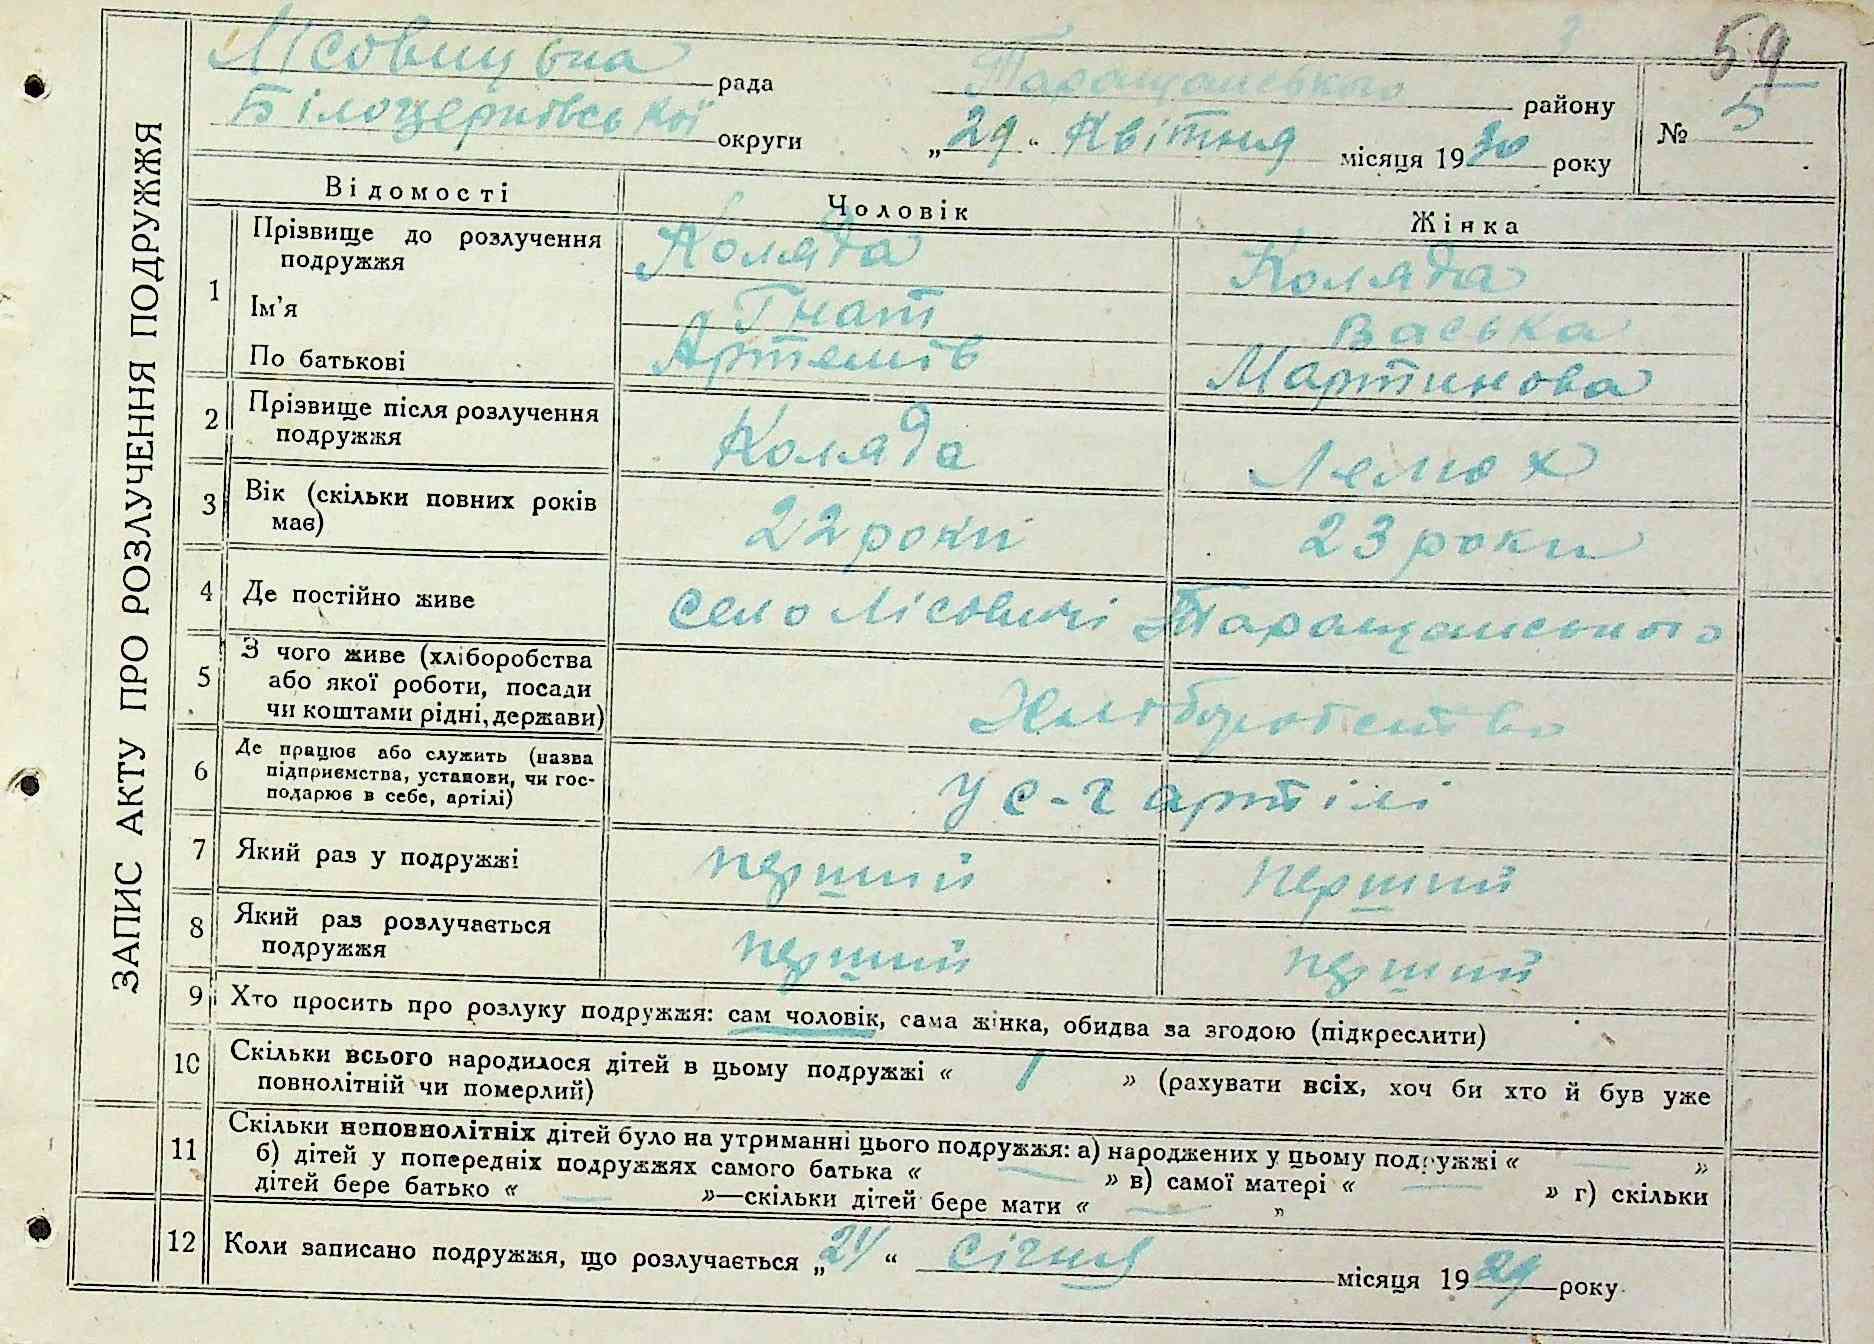 59
Лісовицька рада Таращанського району № 5
Білоцерківської округи „29“ Квітня місяця 1930 року
ЗАПИС АКТУ ПРО РОЗЛУЧЕННЯ ПОДРУЖЖЯ
Відомості Чоловік Жінка
1 Прізвище до розлучення Коляда Коляда
подружжя
Ім'я Гнат Васька
По батькові Артемів Мартинова
2 Прізвище після розлучення Коляда Лемюх
подружжя
3 Вік (скільки повних років 22 роки 23 роки
має)
4 Де постійно живе село Лісовичі Таращанського
5 З чого живе (хліборобства
або якої роботи, посади Хліборобство
чи коштами рідні, держави)
6 Де працює або служить (назва
підприємства, установи, чи гос- у с-г артілі
подарює в себе, артілі)
7 Який раз у подружжі перший перший
8 Який раз розлучається перший перший
подружжя
9 Хто просить про розлуку подружжя: сам чоловік, сама жінка, обидва за згодою (підкреслити)
10 Скільки всього народилося дітей в цьому подружжі « 1 » (рахувати всіх, хоч би хто й був уже
повнолітній чи померлий)
11 Скільки неповнолітніх дітей було на утриманні цього подружжя: а) народжених у цьому подружжі « — »
б) дітей у попередніх подружжях самого батька « — » в) самої матері « — » г) скільки
дітей бере батько « — »—скільки дітей бере мати « — „
12 Коли записано подружжя, що розлучається „24“ січня місяця 1929 року